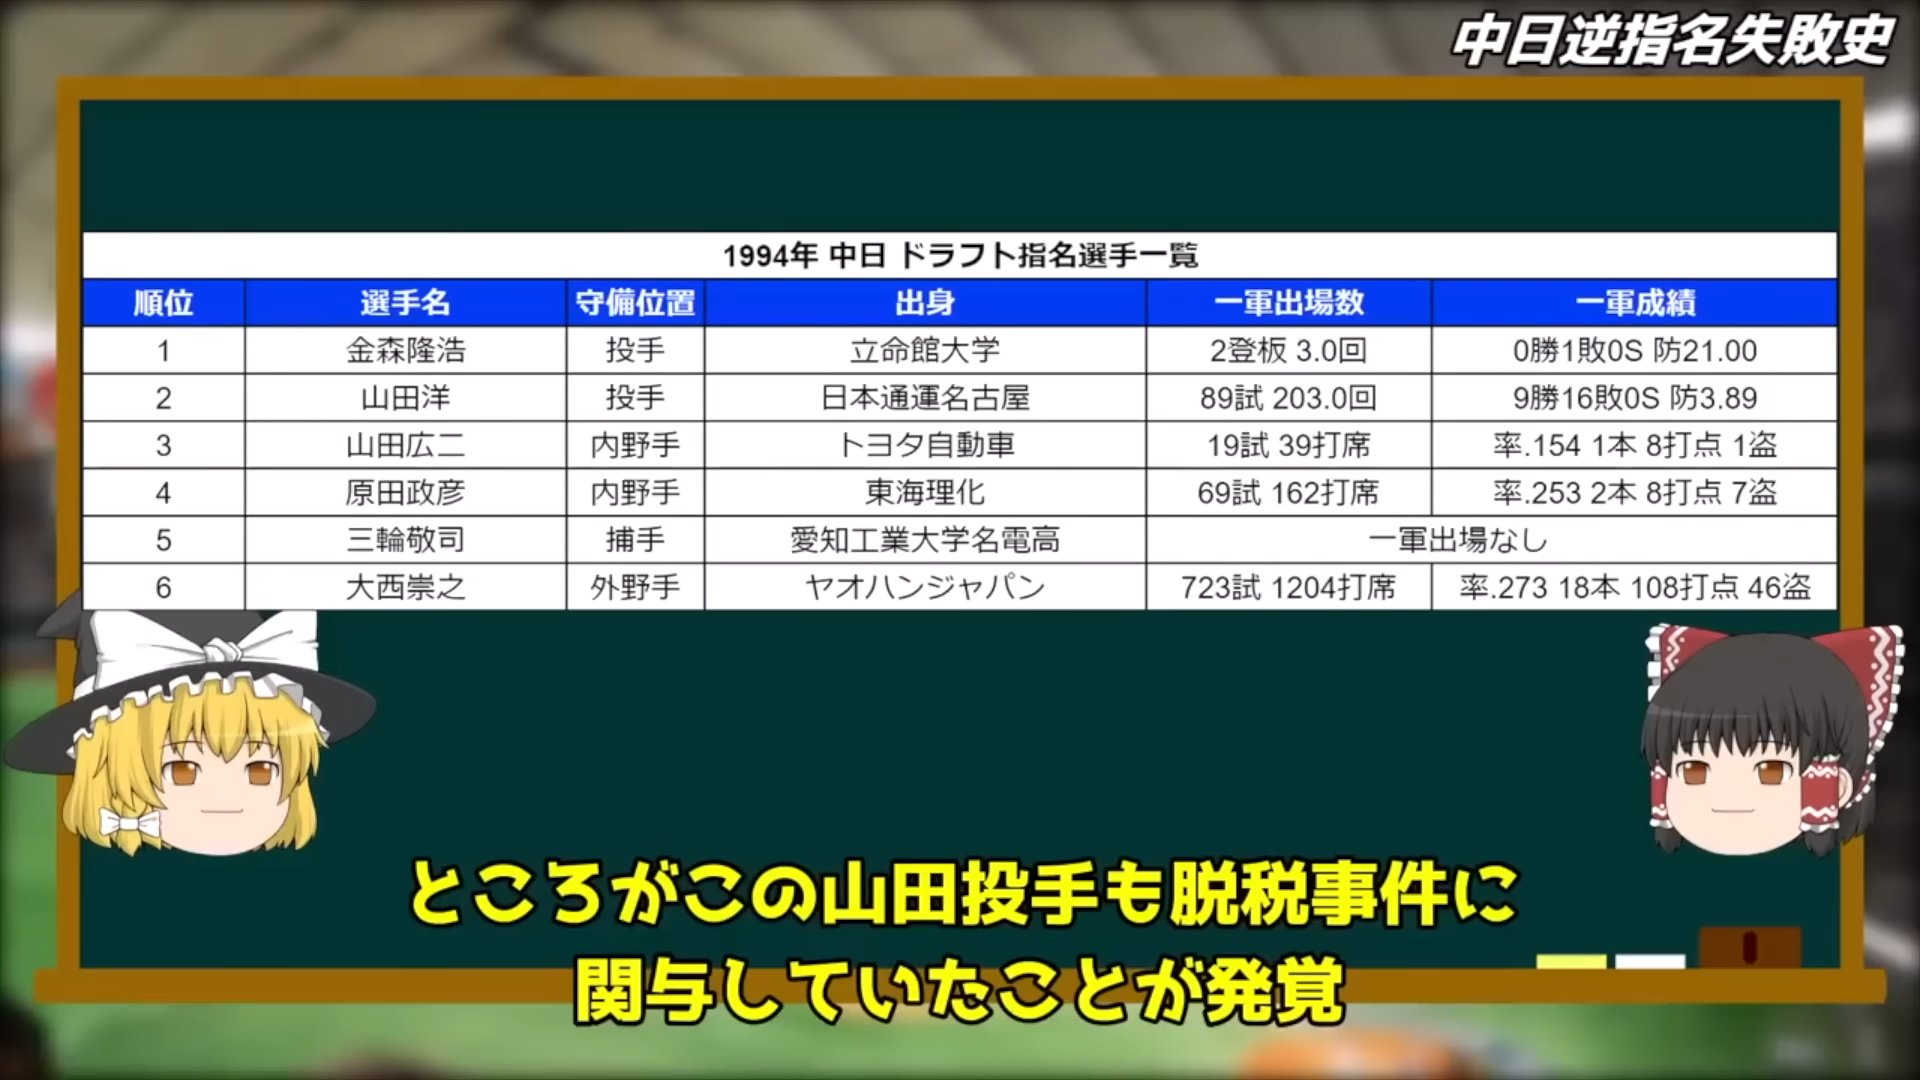 中日逆指名失敗史
1994年 中日 ドラフト指名選手一覧
順位 選手名 守備位置 出身 一軍出場数 一軍成績
1 金森隆浩 投手 立命館大学 2登板 3.0回 0勝1敗0S 防21.00
2 山田洋 投手 日本通運名古屋 89試 203.0回 9勝16敗0S 防3.89
3 山田広二 内野手 トヨタ自動車 19試 39打席 率.154 1本 8打点 1盗
4 原田政彦 内野手 東海理化 69試 162打席 率.253 2本 8打点 7盗
5 三輪敬司 捕手 愛知工業大学名電高 一軍出場なし
6 大西崇之 外野手 ヤオハンジャパン 723試 1204打席 率.273 18本 108打点 46盗
ところがこの山田投手も脱税事件に
関与していたことが発覚